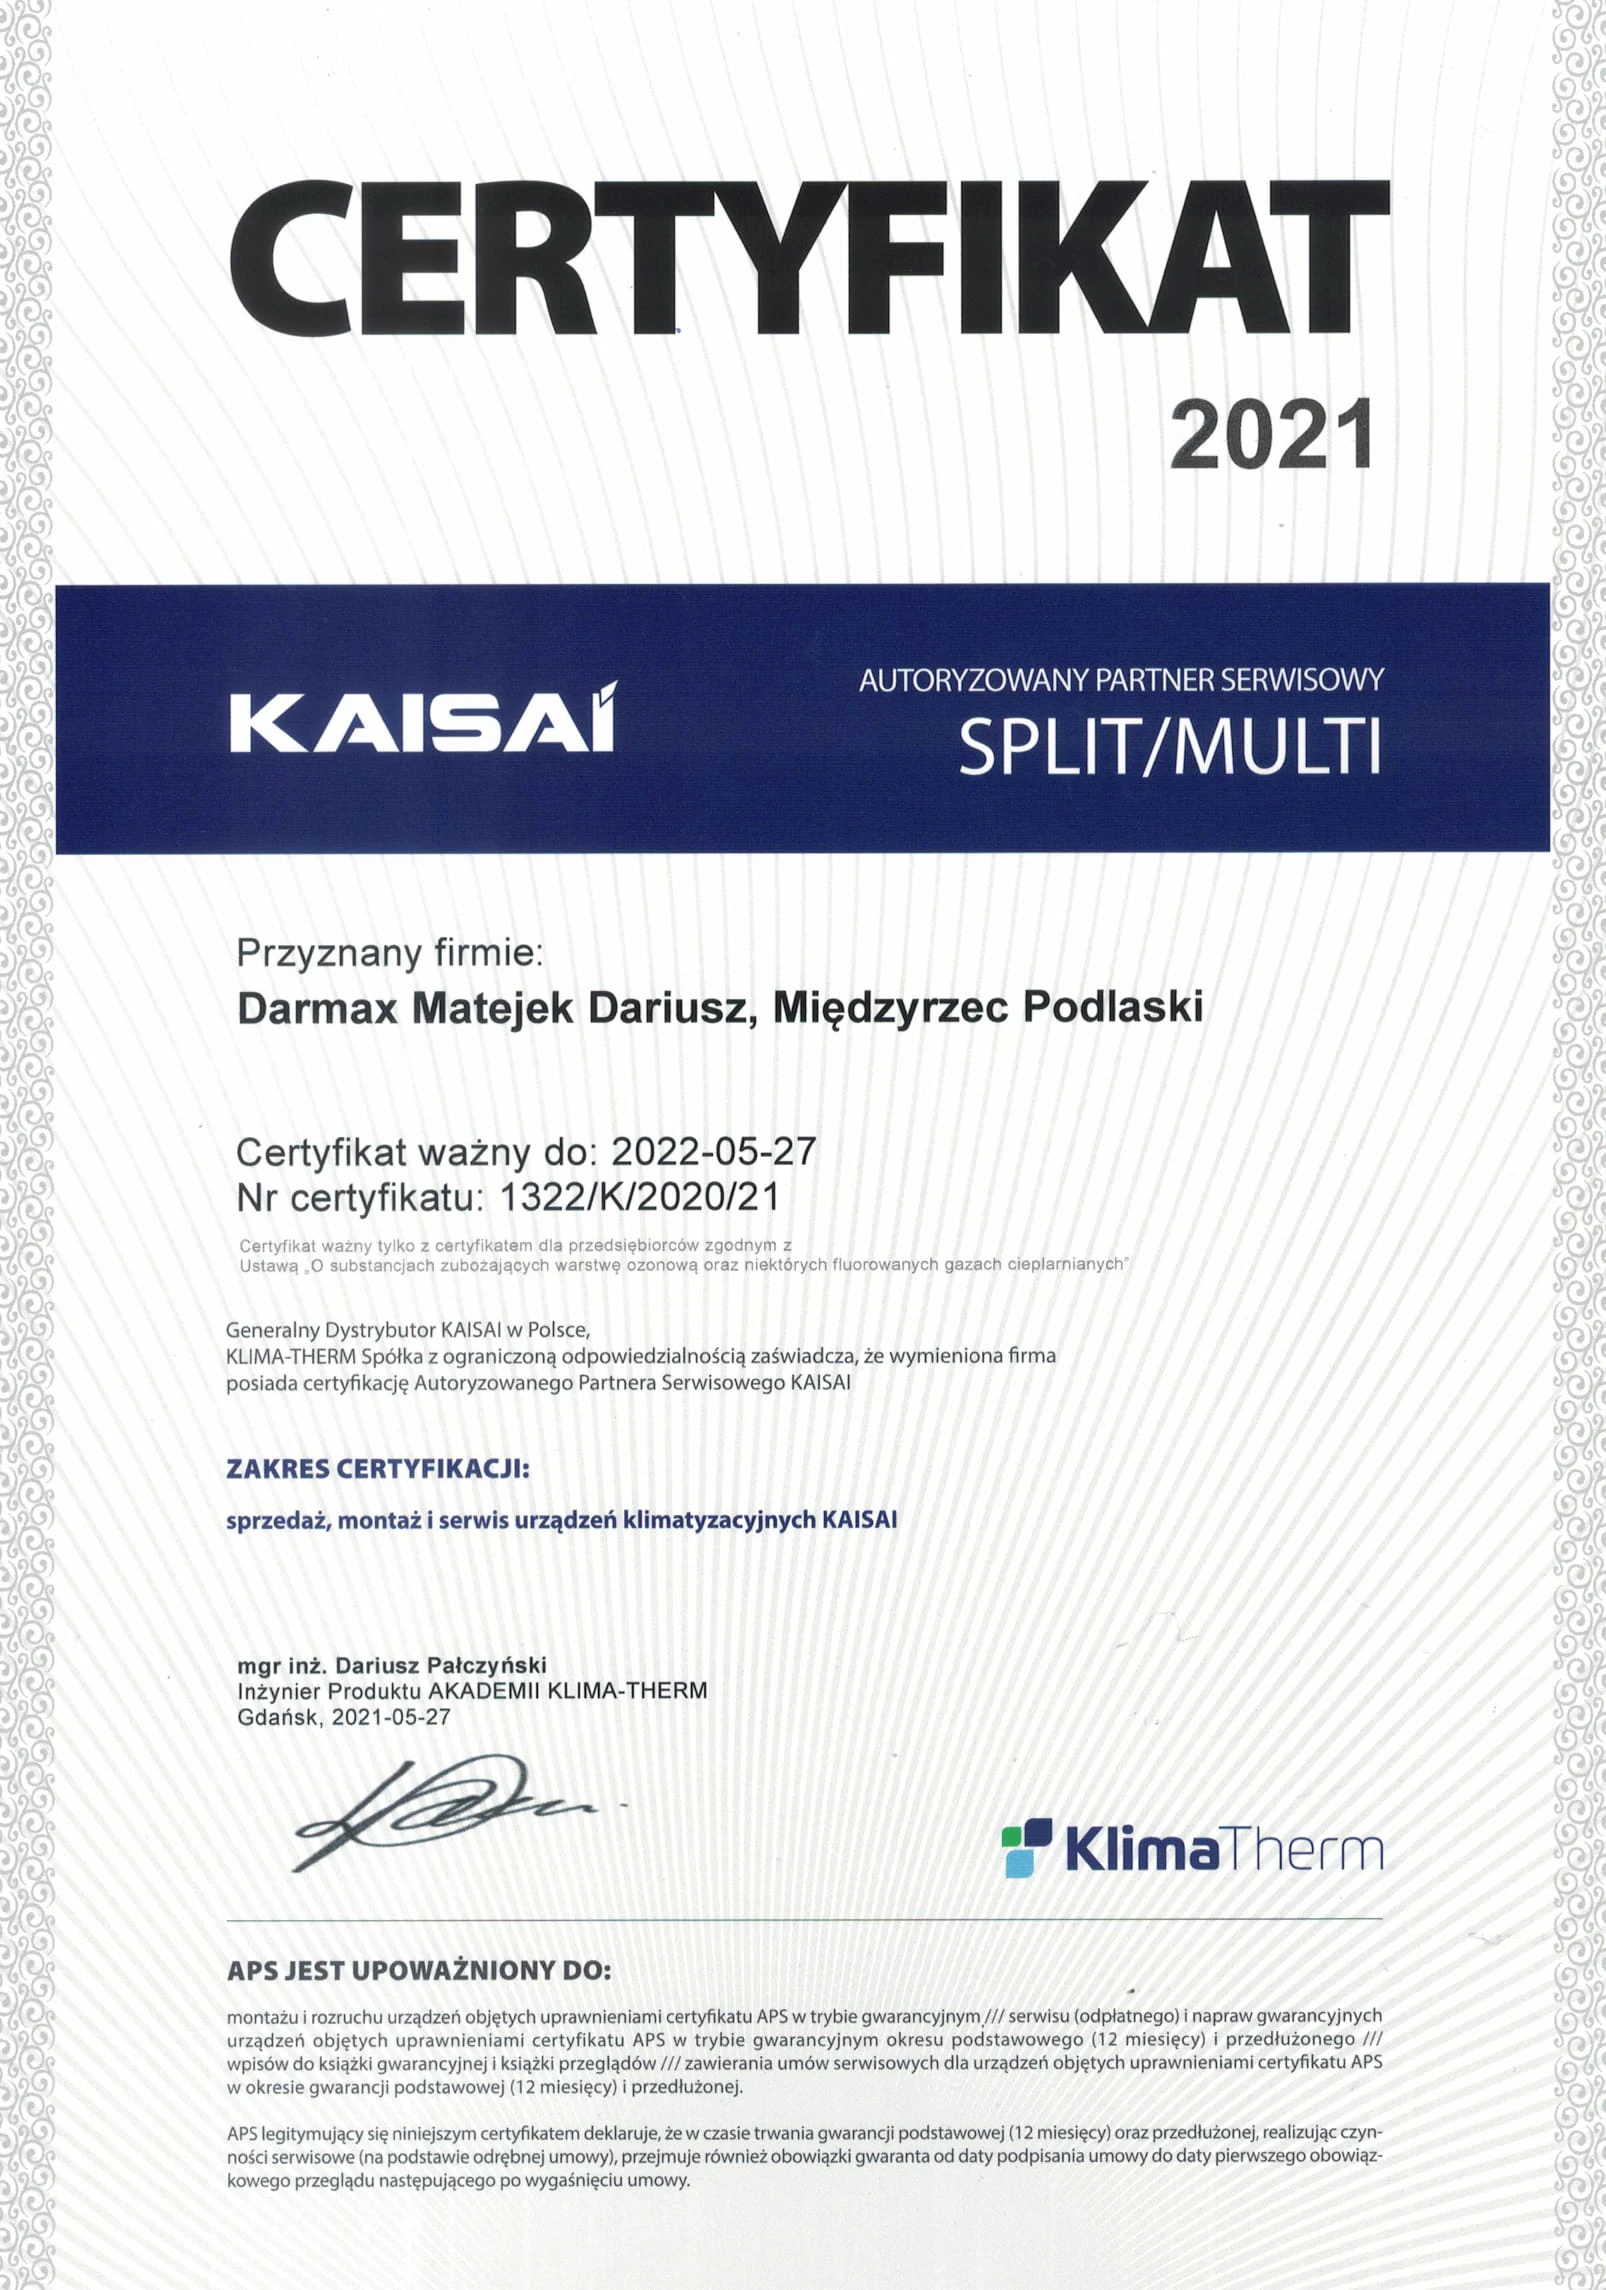 CERTYFIKAT
2021
KAISAI
AUTORYZOWANY PARTNER SERWISOWY
SPLIT/MULTI
Przyznany firmie:
Darmax Matejek Dariusz, Międzyrzec Podlaski
Certyfikat ważny do: 2022-05-27
Nr certyfikatu: 1322/K/2020/21
Certyfikat ważny tylko z certyfikatem dla przedsiębiorców zgodnym z
Ustawą „O substancjach zubożających warstwę ozonową oraz niektórych fluorowanych gazach cieplarnianych"
Generalny Dystrybutor KAISAI w Polsce,
KLIMA-THERM Spółka z ograniczoną odpowiedzialnością zaświadcza, że wymieniona firma
posiada certyfikację Autoryzowanego Partnera Serwisowego KAISAI
ZAKRES CERTYFIKACJI:
sprzedaż, montaż i serwis urządzeń klimatyzacyjnych KAISAI
mgr inż. Dariusz Pałczyński
Inżynier Produktu AKADEMII KLIMA-THERM
Gdańsk, 2021-05-27
KlimaTherm
APS JEST UPOWAŻNIONY DO:
montażu i rozruchu urządzeń objętych uprawnieniami certyfikatu APS w trybie gwarancyjnym /// serwisu (odpłatnego) i napraw gwarancyjnych
urządzeń objętych uprawnieniami certyfikatu APS w trybie gwarancyjnym okresu podstawowego (12 miesięcy) i przedłużonego ///
wpisów do książki gwarancyjnej i książki przeglądów /// zawierania umów serwisowych dla urządzeń objętych uprawnieniami certyfikatu APS
w okresie gwarancji podstawowej (12 miesięcy) i przedłużonej.
APS legitymujący się niniejszym certyfikatem deklaruje, że w czasie trwania gwarancji podstawowej (12 miesięcy) oraz przedłużonej, realizując czyn-
ności serwisowe (na podstawie odrębnej umowy), przejmuje również obowiązki gwaranta od daty podpisania umowy do daty pierwszego obowiąz-
kowego przeglądu następującego po wygaśnięciu umowy.